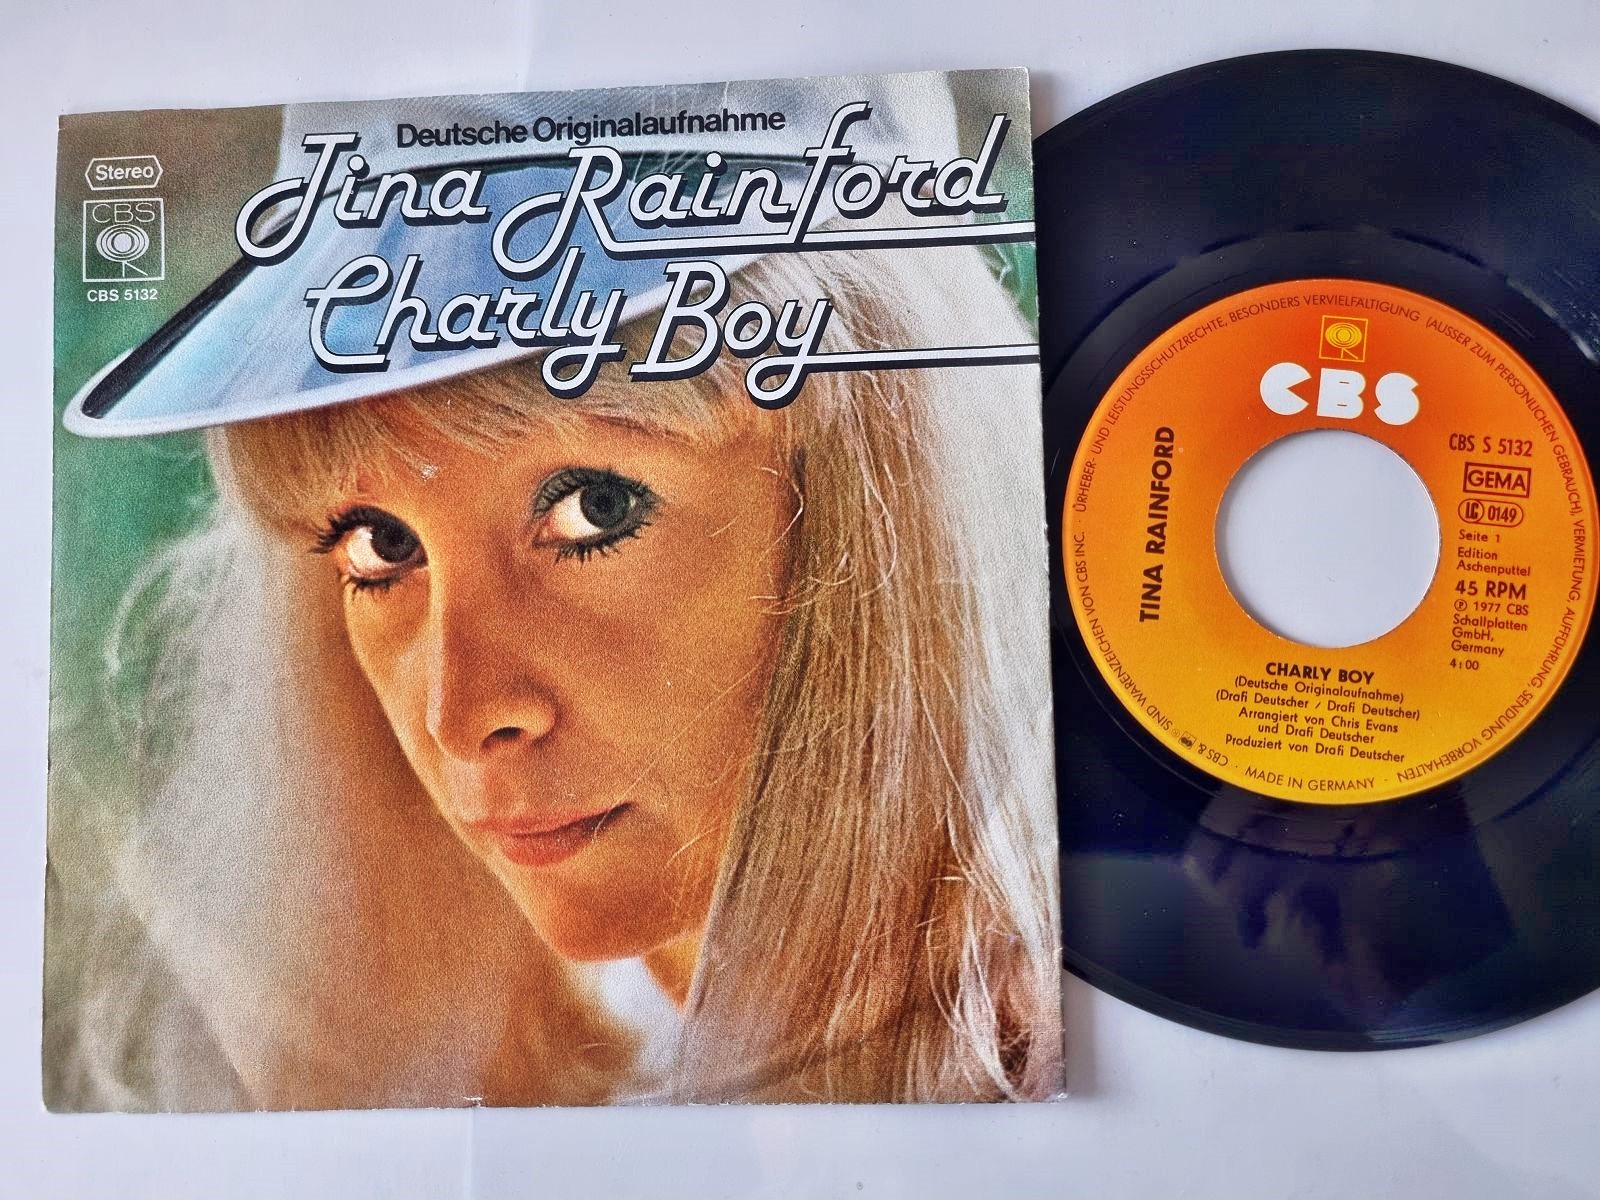 Deutsche Originalaufnahme
Tina Rainford
Charly Boy
Stereo
CBS
CBS 5132
CBS
CBS S 5132
GEMA
LC 0149
Seite 1
Edition
Aschenputtel
45 RPM
℗ 1977 CBS
Schallplatten
GmbH,
Germany
4:00
TINA RAINFORD
CHARLY BOY
(Deutsche Originalaufnahme)
(Drafi Deutscher / Drafi Deutscher)
Arrangiert von Chris Evans
und Drafi Deutscher
Produziert von Drafi Deutscher
· URHEBER- UND LEISTUNGSSCHUTZRECHTE, BESONDERS VERVIELFÄLTIGUNG (AUSSER ZUM PERSÖNLICHEN GEBRAUCH), VERMIETUNG, AUFFÜHRUNG, SENDUNG VORBEHALTEN · MADE IN GERMANY · CBS & ® SIND WARENZEICHEN VON CBS INC.